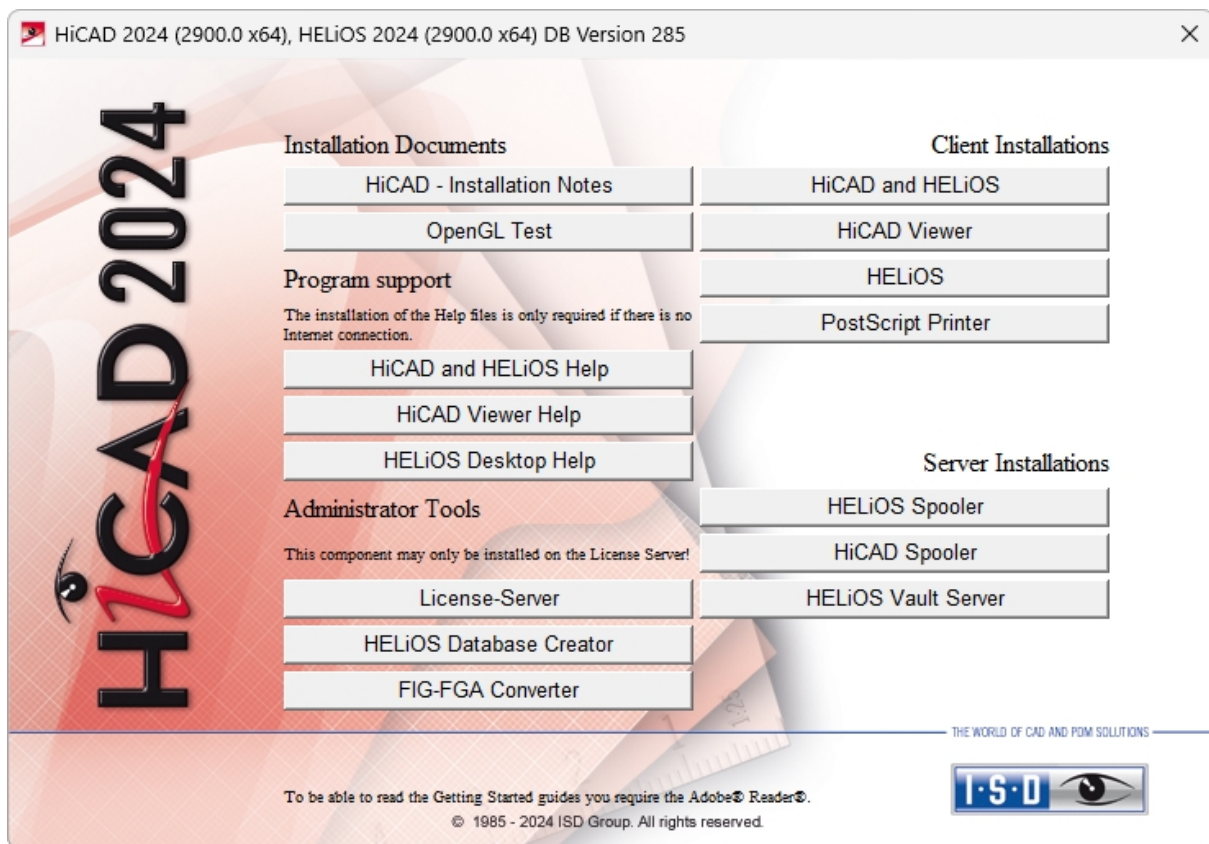 HiCAD 2024 (2900.0 x64), HELiOS 2024 (2900.0 x64) DB Version 285
HiCAD 2024
Installation Documents
HiCAD - Installation Notes
OpenGL Test
Program support
The installation of the Help files is only required if there is no
Internet connection.
HiCAD and HELiOS Help
HiCAD Viewer Help
HELiOS Desktop Help
Administrator Tools
This component may only be installed on the License Server!
License-Server
HELiOS Database Creator
FIG-FGA Converter
Client Installations
HiCAD and HELiOS
HiCAD Viewer
HELiOS
PostScript Printer
Server Installations
HELiOS Spooler
HiCAD Spooler
HELiOS Vault Server
THE WORLD OF CAD AND PDM SOLUTIONS
I·S·D
To be able to read the Getting Started guides you require the Adobe® Reader®.
© 1985 - 2024 ISD Group. All rights reserved.